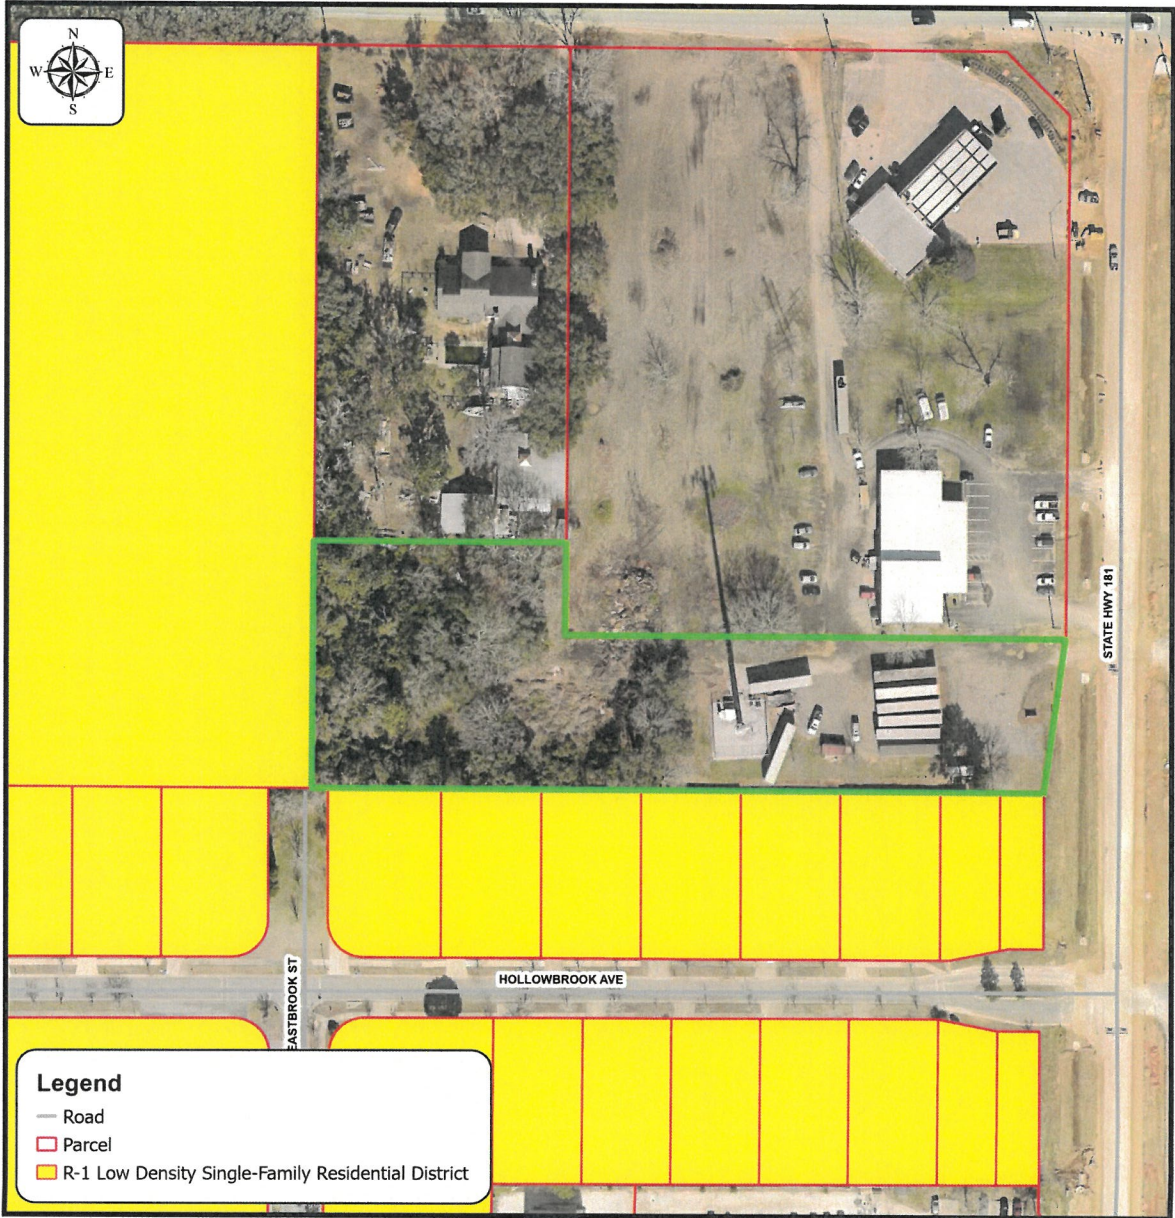 N
W E
S
STATE HWY 181
HOLLOWBROOK AVE
EASTBROOK ST
Legend
Road
Parcel
R-1 Low Density Single-Family Residential District